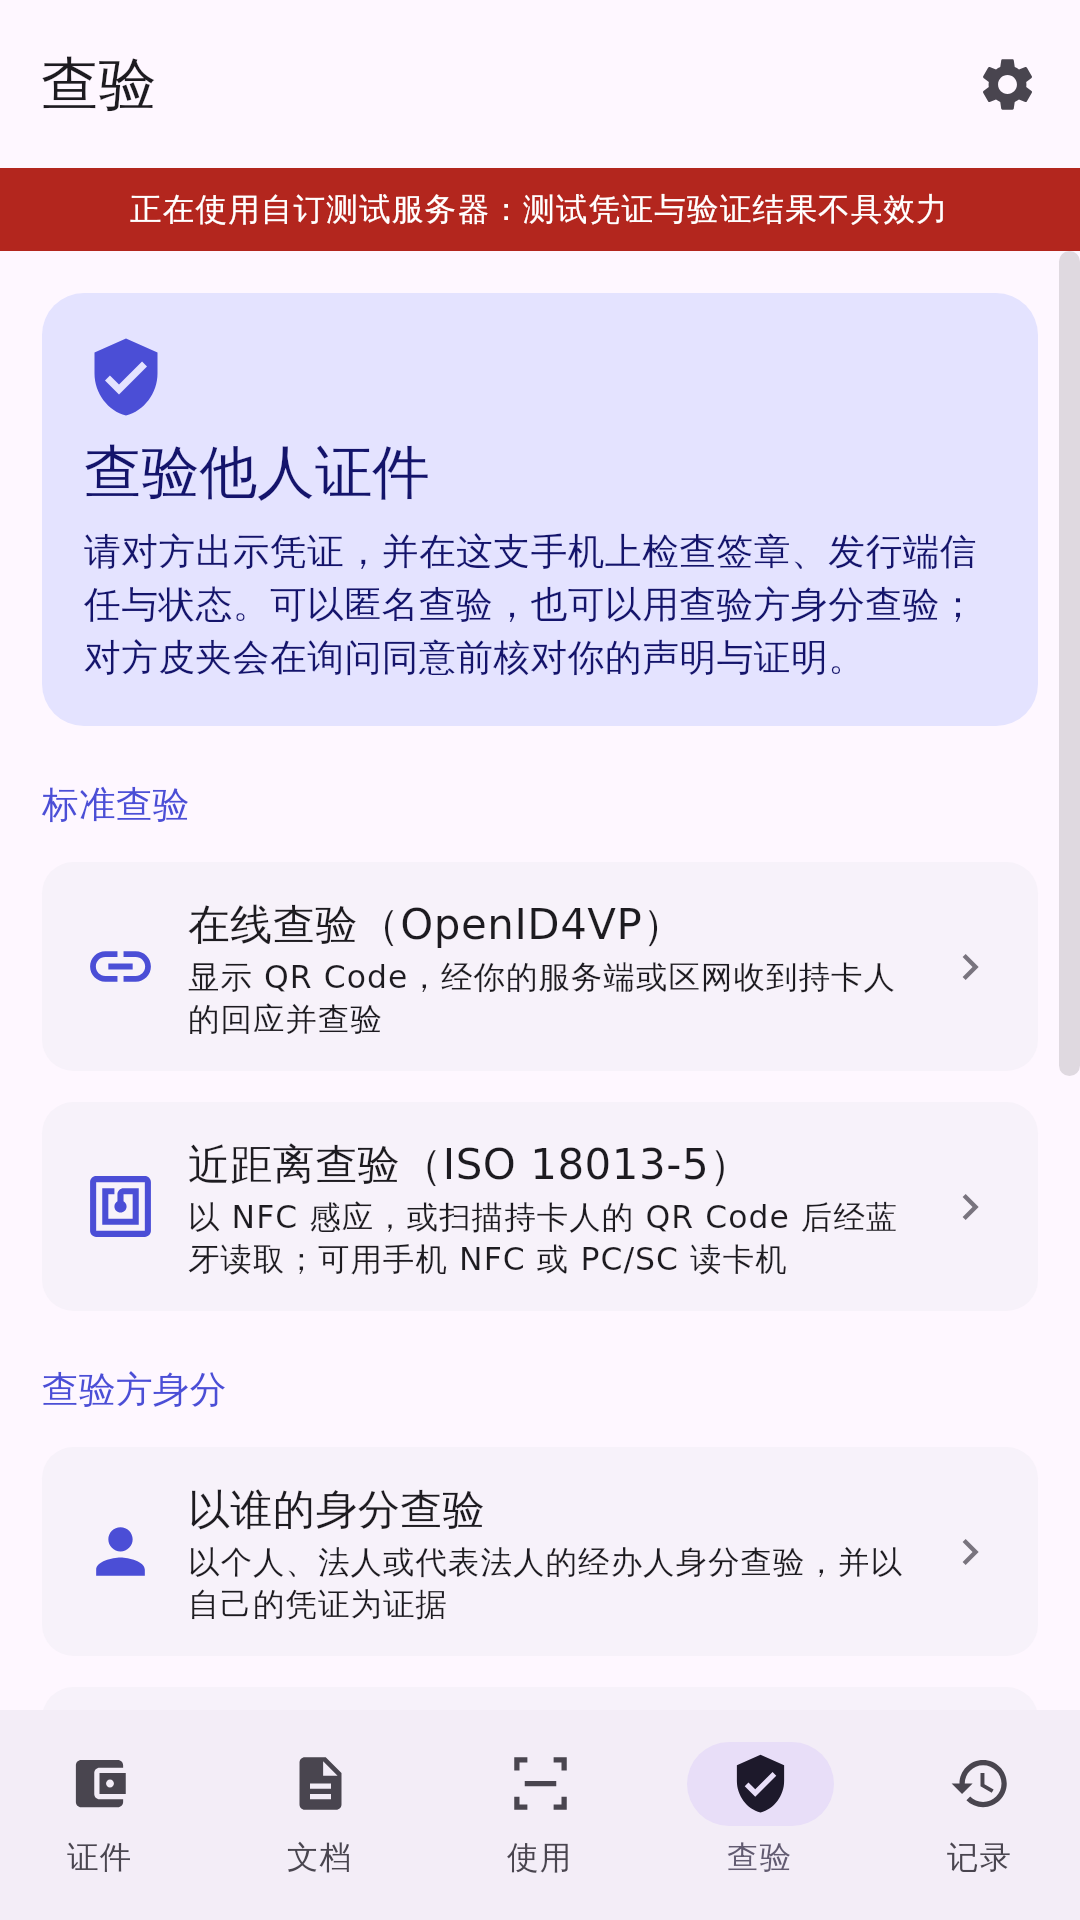 查验
正在使用自订测试服务器：测试凭证与验证结果不具效力
查验他人证件
请对方出示凭证，并在这支手机上检查签章、发行端信
任与状态。可以匿名查验，也可以用查验方身分查验；
对方皮夹会在询问同意前核对你的声明与证明。
标准查验
在线查验（OpenID4VP）
显示 QR Code，经你的服务端或区网收到持卡人
的回应并查验
近距离查验（ISO 18013-5）
以 NFC 感应，或扫描持卡人的 QR Code 后经蓝
牙读取；可用手机 NFC 或 PC/SC 读卡机
查验方身分
以谁的身分查验
以个人、法人或代表法人的经办人身分查验，并以
自己的凭证为证据
证件
文档
使用
查验
记录